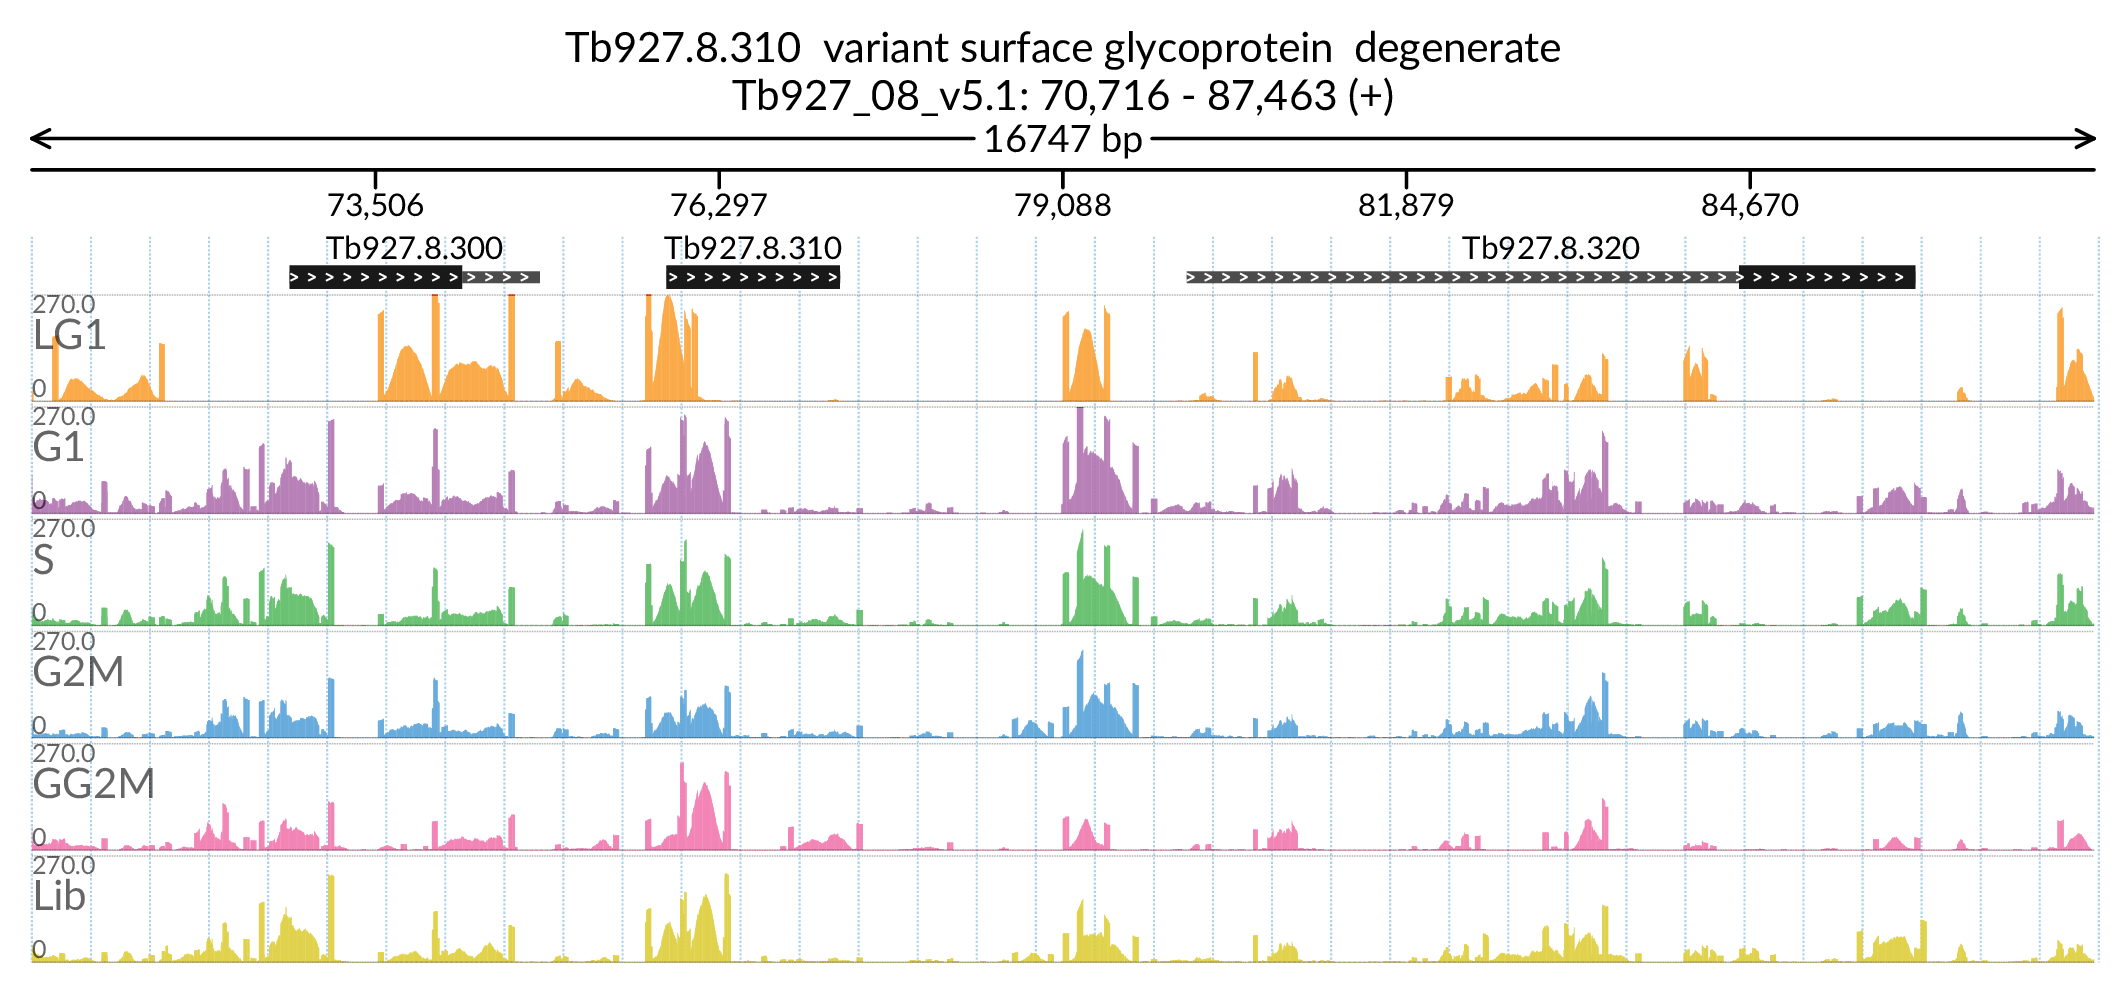 Tb927.8.310  variant surface glycoprotein  degenerate
Tb927_08_v5.1: 70,716 - 87,463 (+)
16747 bp
73,506 76,297 79,088 81,879 84,670
Tb927.8.300 Tb927.8.310 Tb927.8.320
270.0
LG1
0
270.0
G1
0
270.0
S
0
270.0
G2M
0
270.0
GG2M
0
270.0
Lib
0